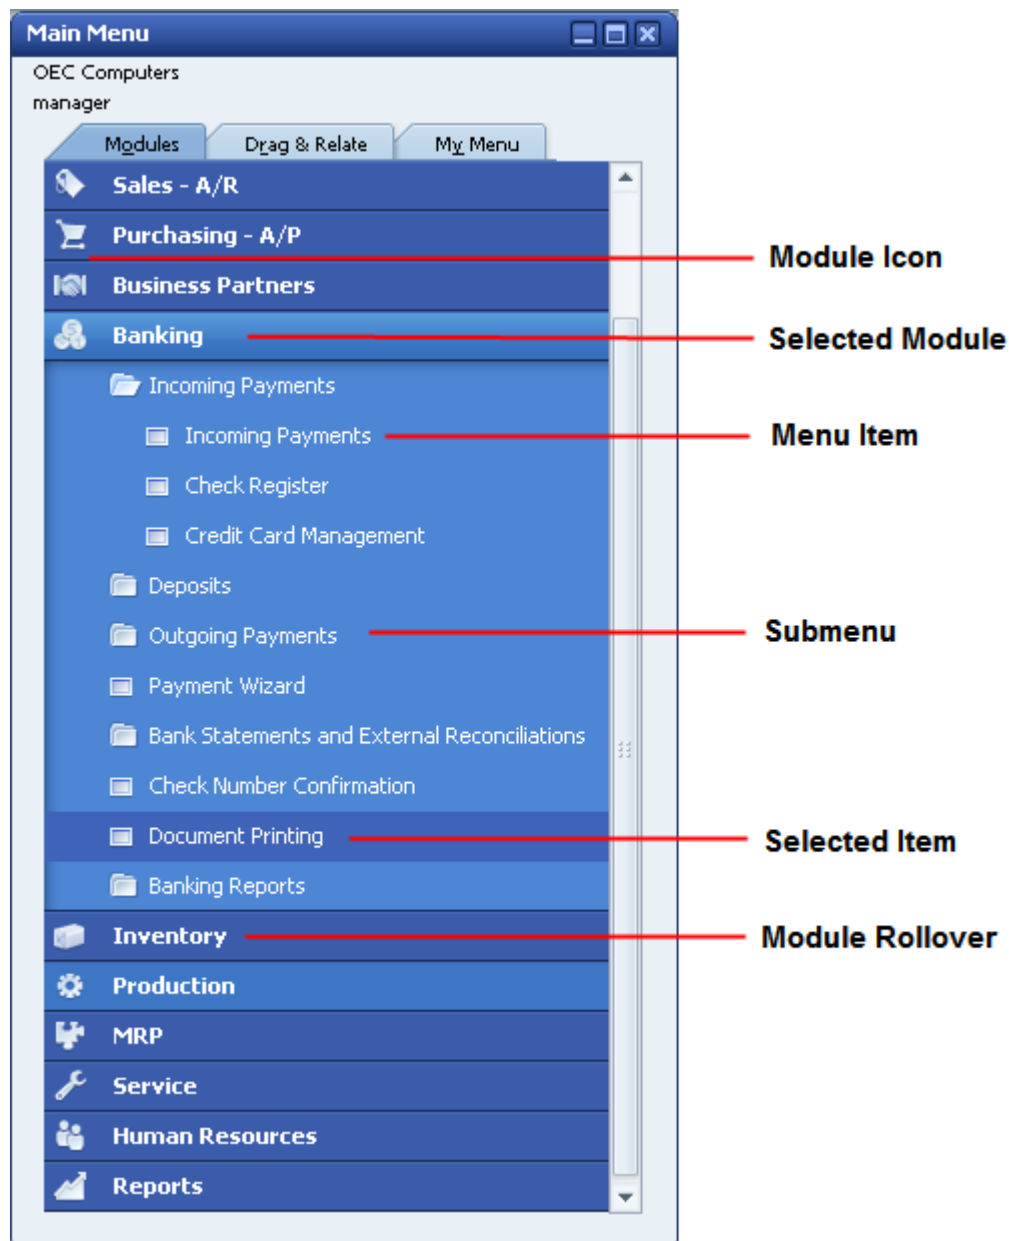 Main Menu
OEC Computers
manager
Modules
Drag & Relate
My Menu
Sales - A/R
Purchasing - A/P
Module Icon
Business Partners
Banking
Selected Module
Incoming Payments
Incoming Payments
Menu Item
Check Register
Credit Card Management
Deposits
Outgoing Payments
Submenu
Payment Wizard
Bank Statements and External Reconciliations
Check Number Confirmation
Document Printing
Selected Item
Banking Reports
Inventory
Module Rollover
Production
MRP
Service
Human Resources
Reports